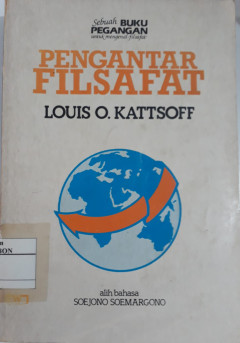 Sebuah BUKU
PEGANGAN
untuk mengenal filsafat
PENGANTAR
FILSAFAT
LOUIS O. KATTSOFF
alih bahasa
SOEJONO SOEMARGONO